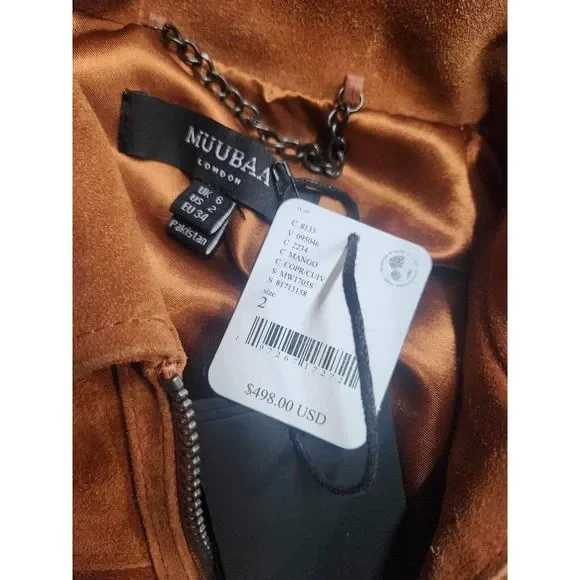 MUUBAA
LONDON
UK 6
US 2
EU 34
Pakistan
C 8133
V 095046
C 2234
C MANGO
C COPR/CUIV
S MW1705S
S 81713158
size
2
$498.00 USD